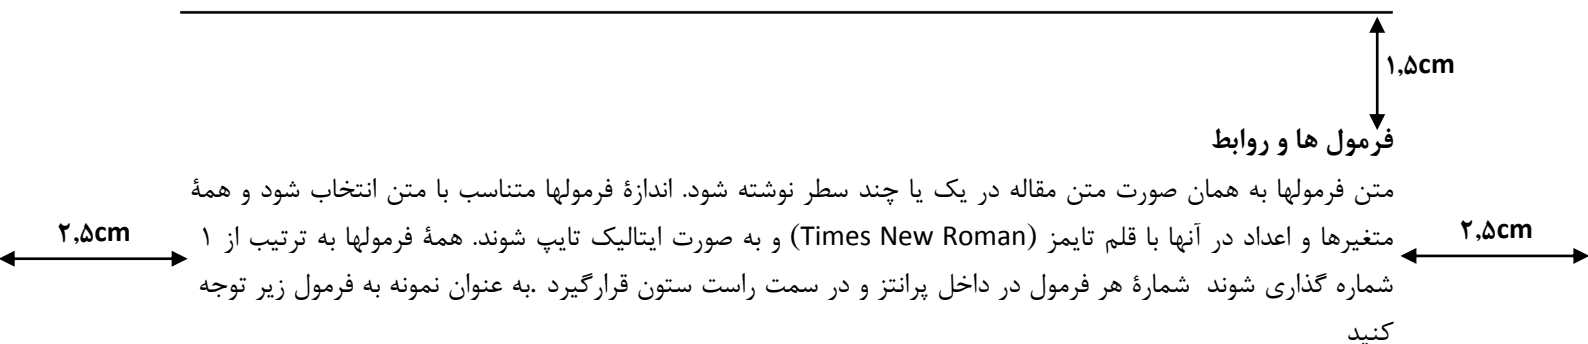 ۱,۵cm
فرمول ها و روابط
متن فرمولها به همان صورت متن مقاله در یک یا چند سطر نوشته شود. اندازهٔ فرمولها متناسب با متن انتخاب شود و همهٔ
متغیرها و اعداد در آنها با قلم تایمز (Times New Roman) و به صورت ایتالیک تایپ شوند. همهٔ فرمولها به ترتیب از ۱
۲,۵cm
۲,۵cm
شماره گذاری شوند شمارهٔ هر فرمول در داخل پرانتز و در سمت راست ستون قرارگیرد .به عنوان نمونه به فرمول زیر توجه
کنید